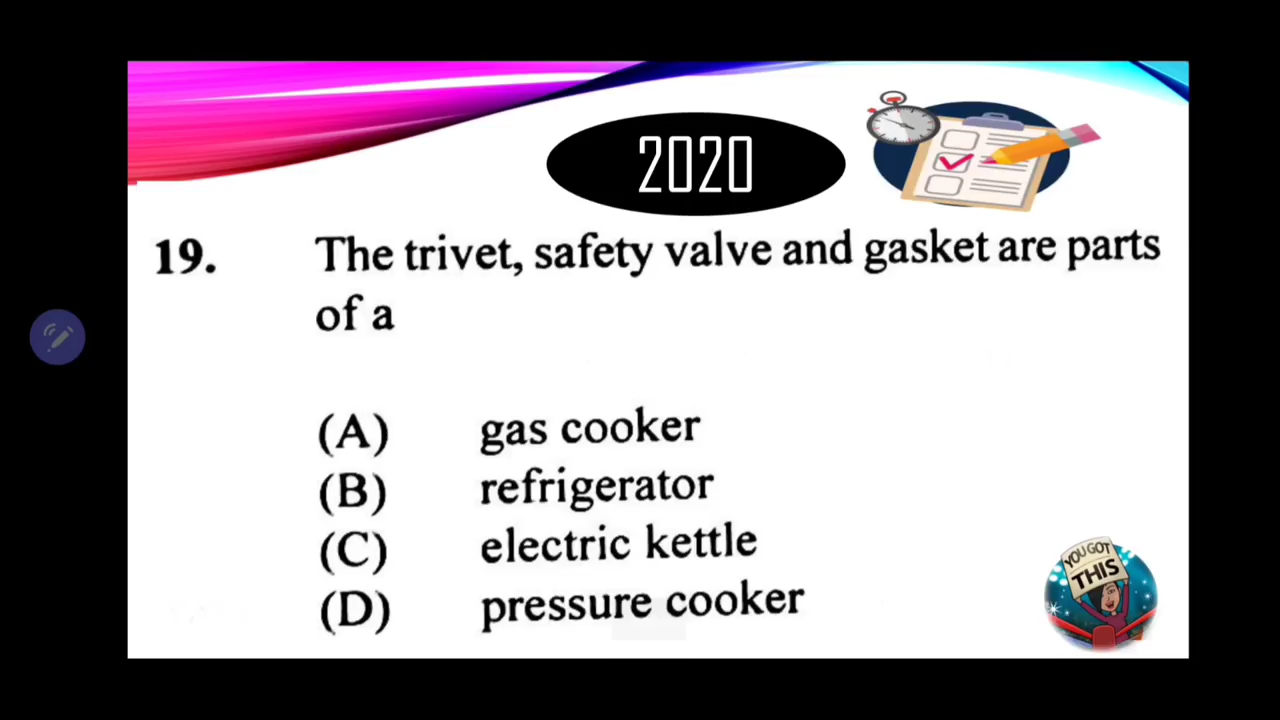 2020
19. The trivet, safety valve and gasket are parts
of a
(A) gas cooker
(B) refrigerator
(C) electric kettle
(D) pressure cooker
YOU GOT
THIS